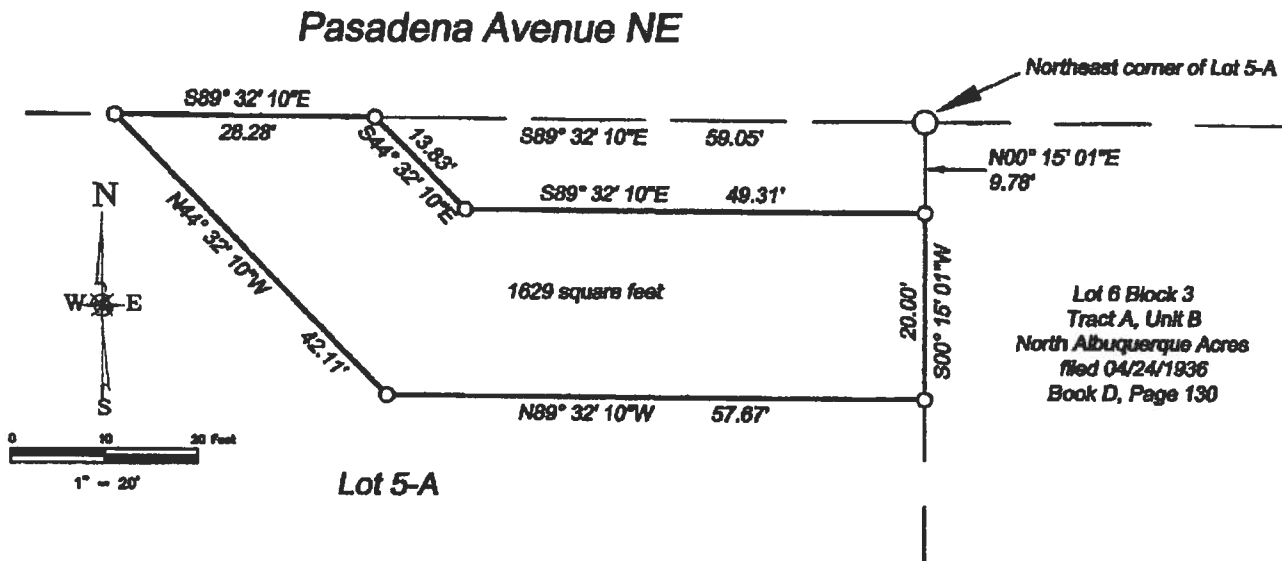 Pasadena Avenue NE
Northeast corner of Lot 5-A
S89° 32' 10"E
28.28'
13.83'
S44° 32' 10"E
S89° 32' 10"E 59.05'
N00° 15' 01"E
9.78'
S89° 32' 10"E 49.31'
N
W E
S
N44° 32' 10"W
42.11'
1629 square feet
20.00'
S00° 15' 01"W
Lot 6 Block 3
Tract A, Unit B
North Albuquerque Acres
filed 04/24/1936
Book D, Page 130
N89° 32' 10"W 57.67'
0 10 20 Feet
1" = 20'
Lot 5-A